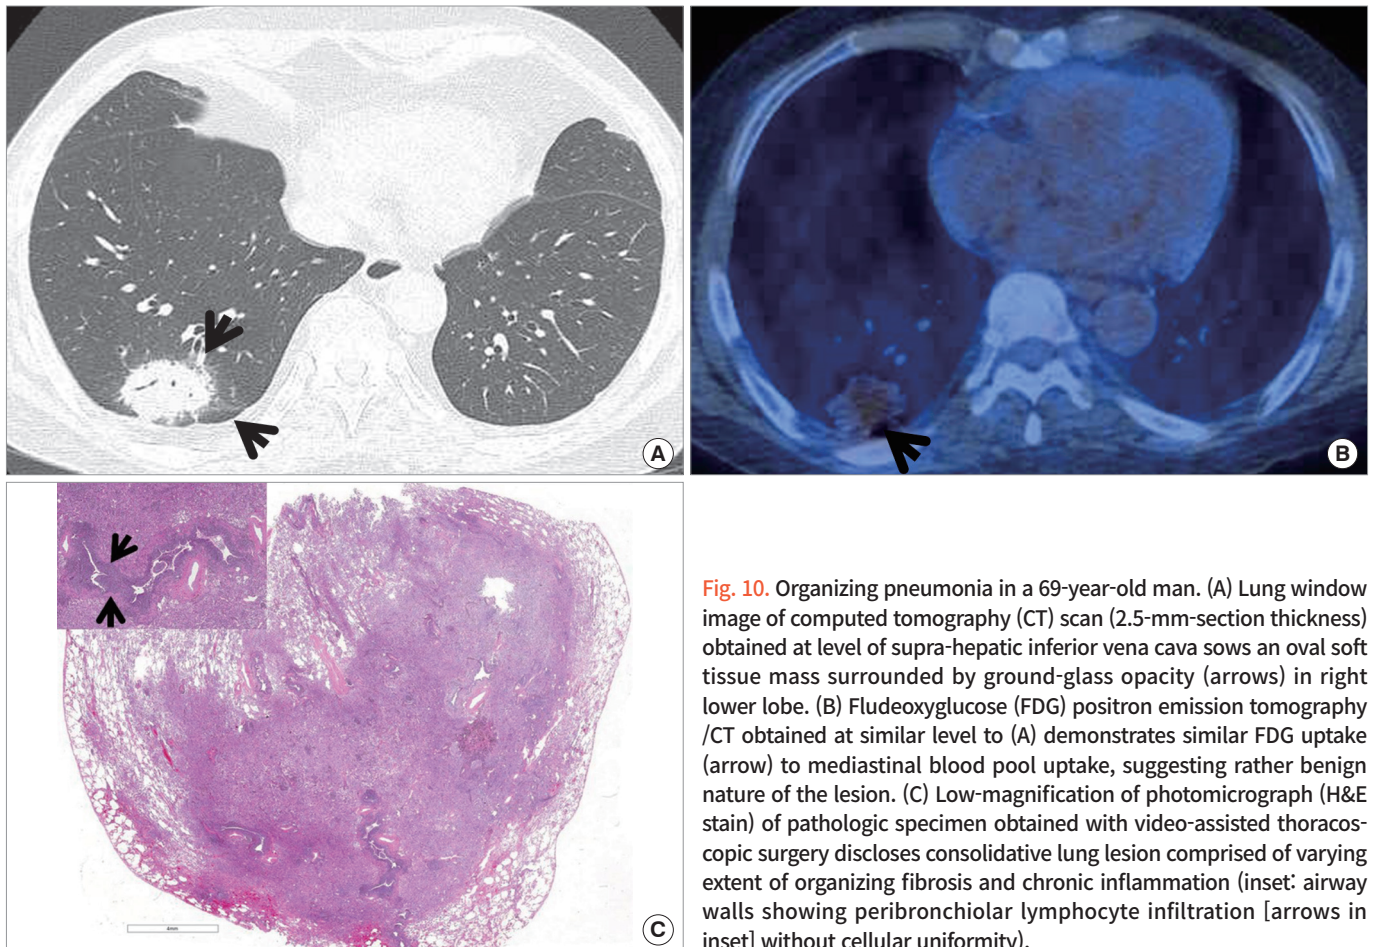 A
B
4mm
C
Fig. 10. Organizing pneumonia in a 69-year-old man. (A) Lung window
image of computed tomography (CT) scan (2.5-mm-section thickness)
obtained at level of supra-hepatic inferior vena cava sows an oval soft
tissue mass surrounded by ground-glass opacity (arrows) in right
lower lobe. (B) Fludeoxyglucose (FDG) positron emission tomography
/CT obtained at similar level to (A) demonstrates similar FDG uptake
(arrow) to mediastinal blood pool uptake, suggesting rather benign
nature of the lesion. (C) Low-magnification of photomicrograph (H&E
stain) of pathologic specimen obtained with video-assisted thoracos-
copic surgery discloses consolidative lung lesion comprised of varying
extent of organizing fibrosis and chronic inflammation (inset: airway
walls showing peribronchiolar lymphocyte infiltration [arrows in
inset] without cellular uniformity).